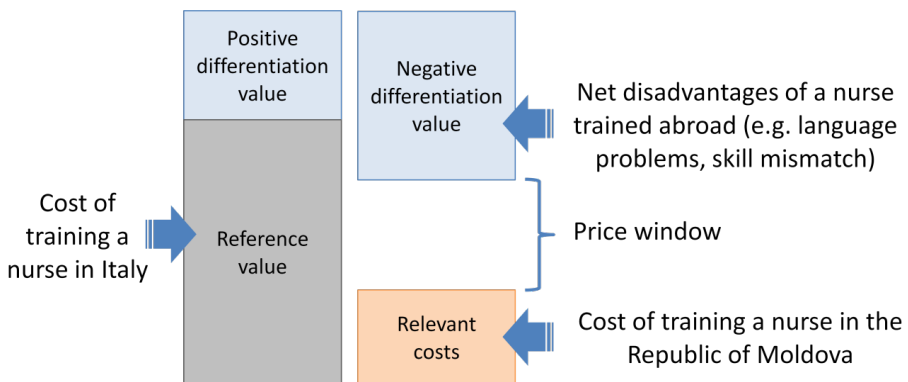 Positive
differentiation
value
Negative
differentiation
value
Net disadvantages of a nurse
trained abroad (e.g. language
problems, skill mismatch)
Cost of
training a
nurse in Italy
Reference
value
Price window
Relevant
costs
Cost of training a nurse in the
Republic of Moldova